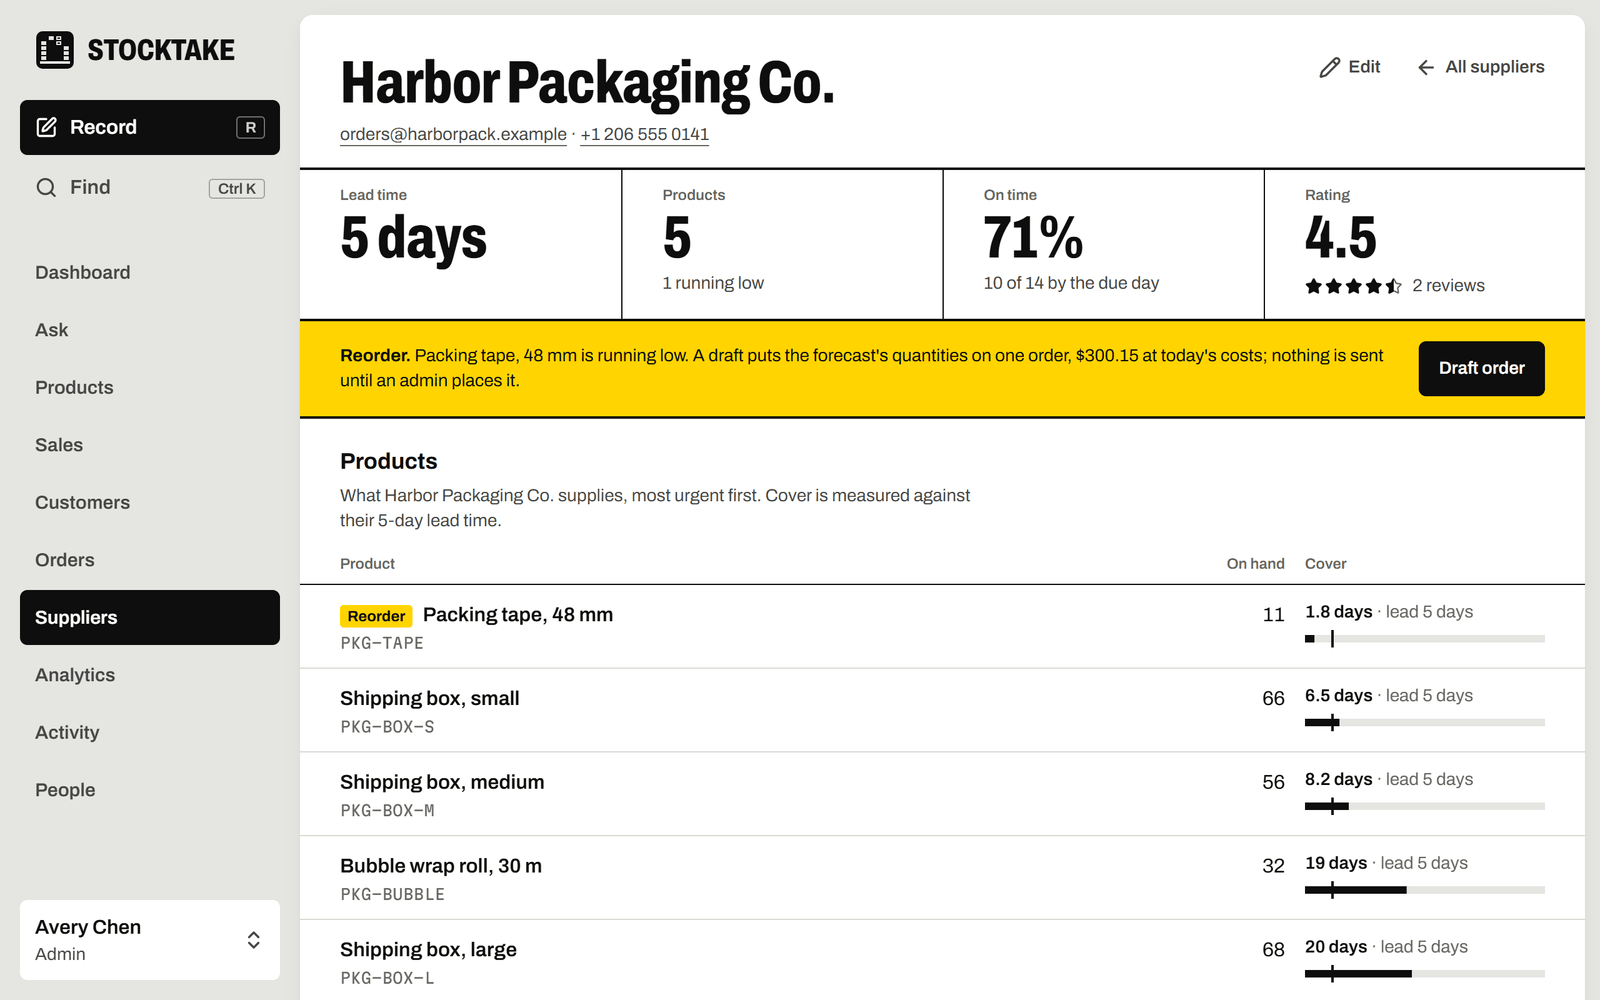 STOCKTAKE
Record R
Find Ctrl K
Dashboard
Ask
Products
Sales
Customers
Orders
Suppliers
Analytics
Activity
People
Avery Chen
Admin
Harbor Packaging Co.
orders@harborpack.example · +1 206 555 0141
Edit
All suppliers
Lead time
5 days
Products
5
1 running low
On time
71%
10 of 14 by the due day
Rating
4.5
2 reviews
Reorder. Packing tape, 48 mm is running low. A draft puts the forecast's quantities on one order, $300.15 at today's costs; nothing is sent
until an admin places it.
Draft order
Products
What Harbor Packaging Co. supplies, most urgent first. Cover is measured against
their 5-day lead time.
Product On hand Cover
Reorder Packing tape, 48 mm 11 1.8 days · lead 5 days
PKG-TAPE
Shipping box, small 66 6.5 days · lead 5 days
PKG-BOX-S
Shipping box, medium 56 8.2 days · lead 5 days
PKG-BOX-M
Bubble wrap roll, 30 m 32 19 days · lead 5 days
PKG-BUBBLE
Shipping box, large 68 20 days · lead 5 days
PKG-BOX-L